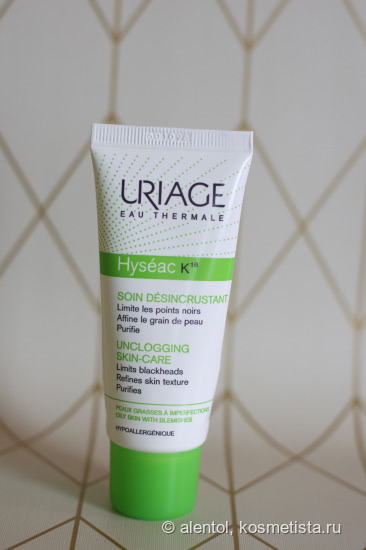 URIAGE
EAU THERMALE
Hyséac K18
SOIN DÉSINCRUSTANT
Limite les points noirs
Affine le grain de peau
Purifie
UNCLOGGING
SKIN-CARE
Limits blackheads
Refines skin texture
Purifies
PEAUX GRASSES À IMPERFECTIONS
OILY SKIN WITH BLEMISHES
HYPOALLERGÉNIQUE
© alentol, kosmetista.ru